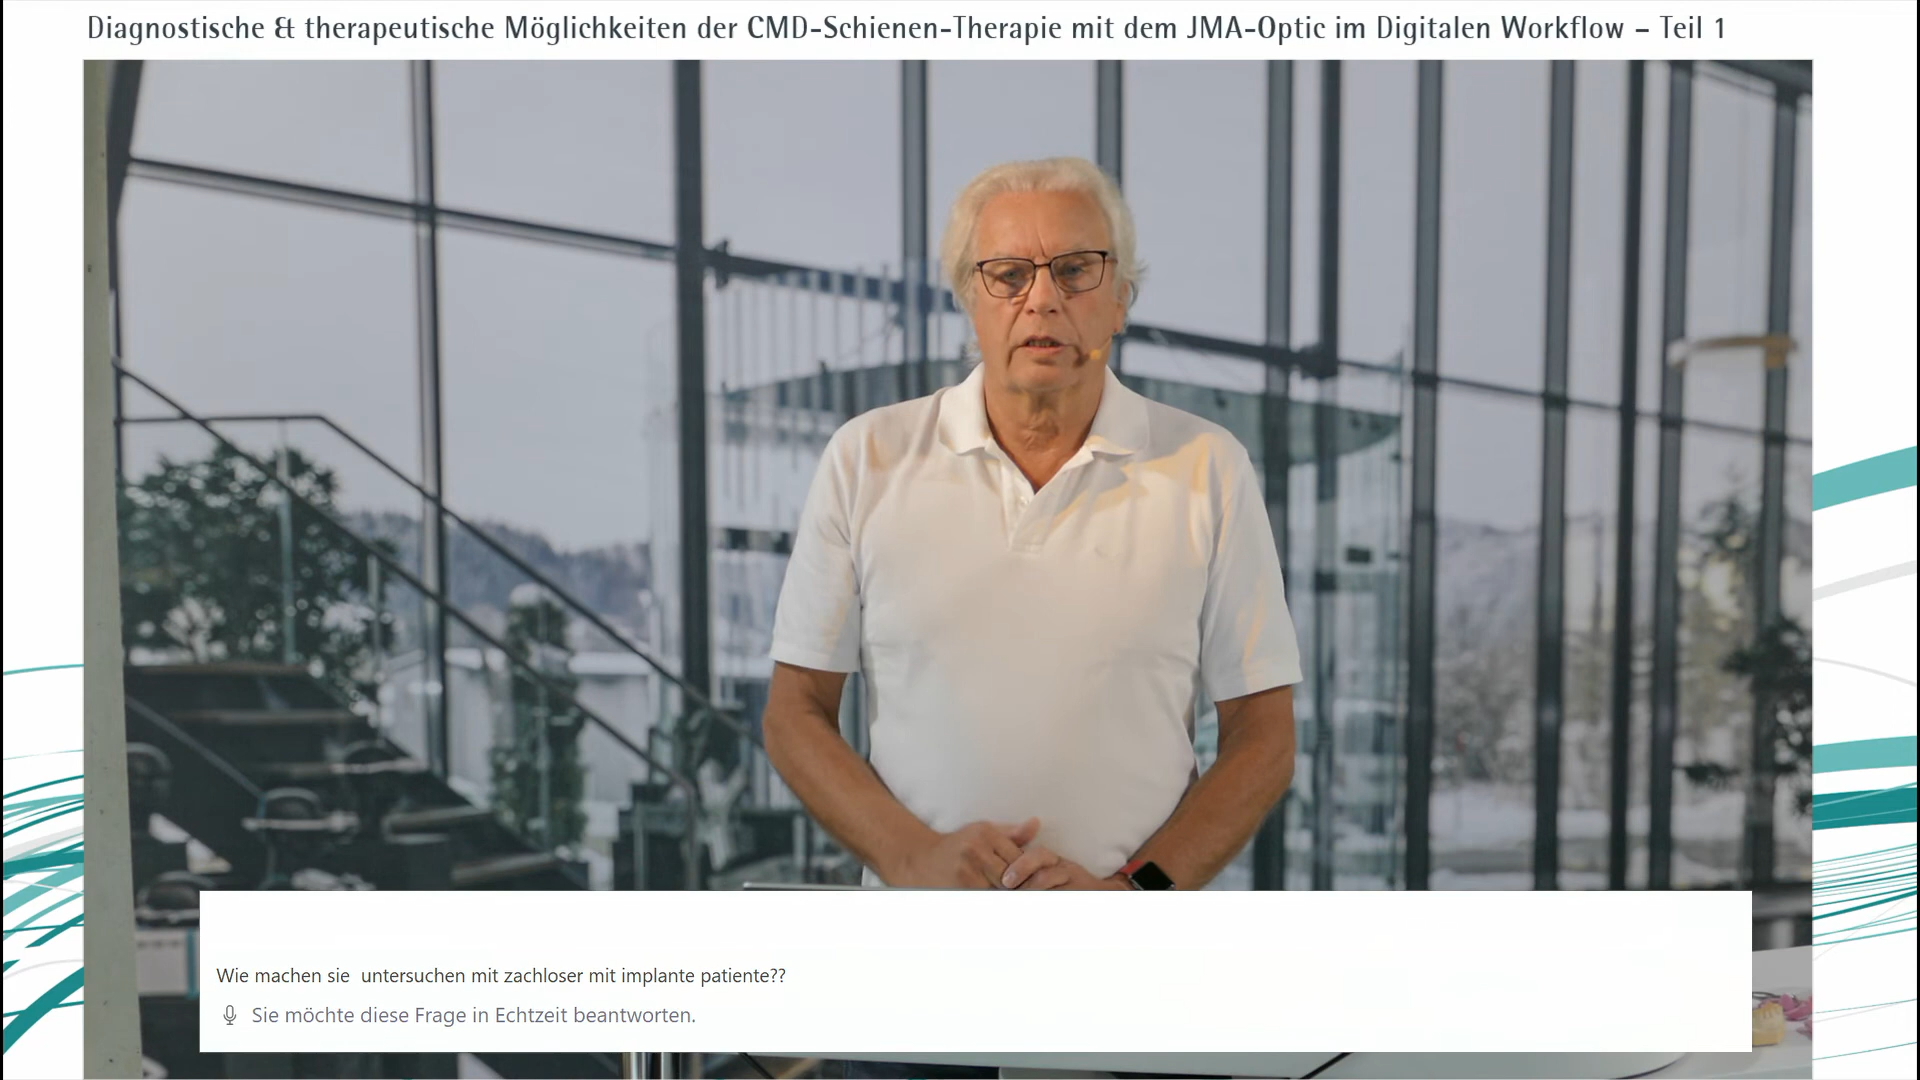 Diagnostische & therapeutische Möglichkeiten der CMD-Schienen-Therapie mit dem JMA-Optic im Digitalen Workflow – Teil 1
Wie machen sie  untersuchen mit zachloser mit implante patiente??
Sie möchte diese Frage in Echtzeit beantworten.